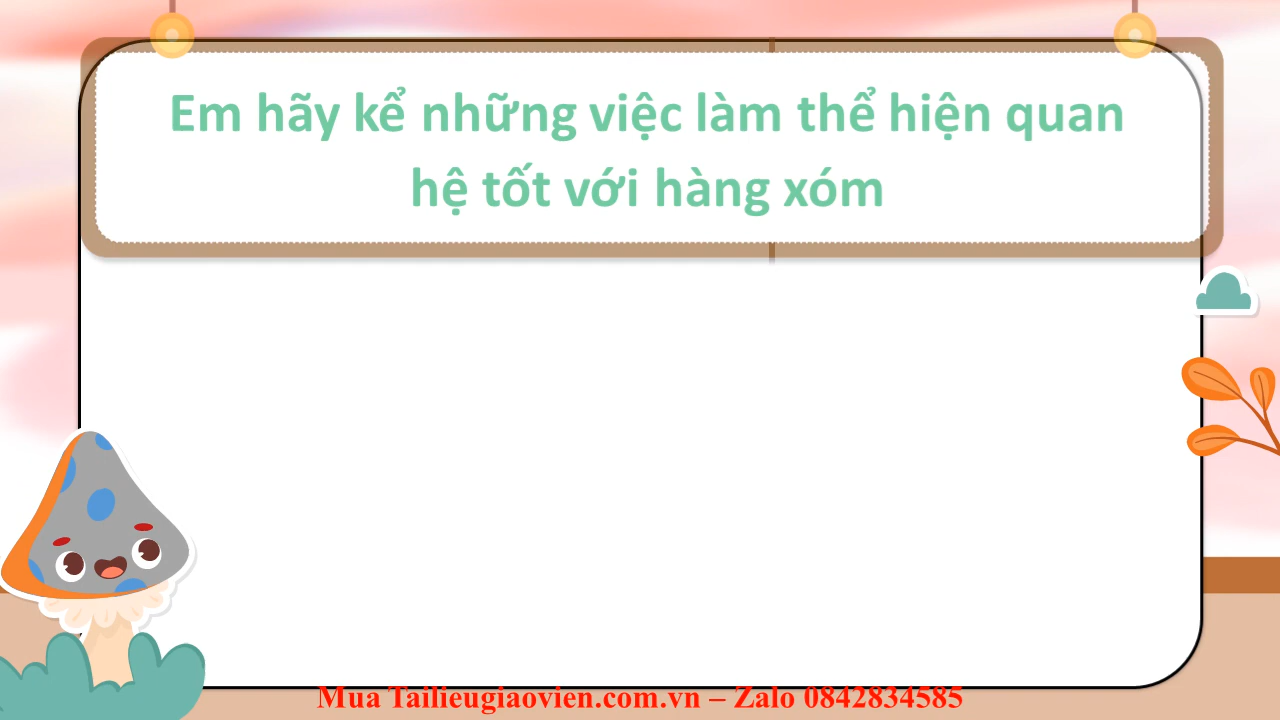 Em hãy kể những việc làm thể hiện quan
hệ tốt với hàng xóm
Mua Tailieugiaovien.com.vn – Zalo 0842834585